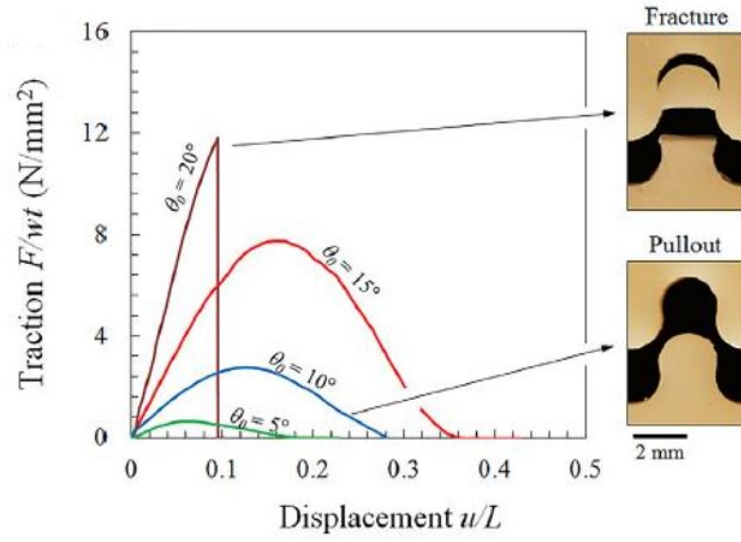 Fracture
Pullout
2 mm
16
12
8
4
0
Traction F/wt (N/mm²)
θ₀ = 20°
θ₀ = 15°
θ₀ = 10°
θ₀ = 5°
0 0.1 0.2 0.3 0.4 0.5
Displacement u/L